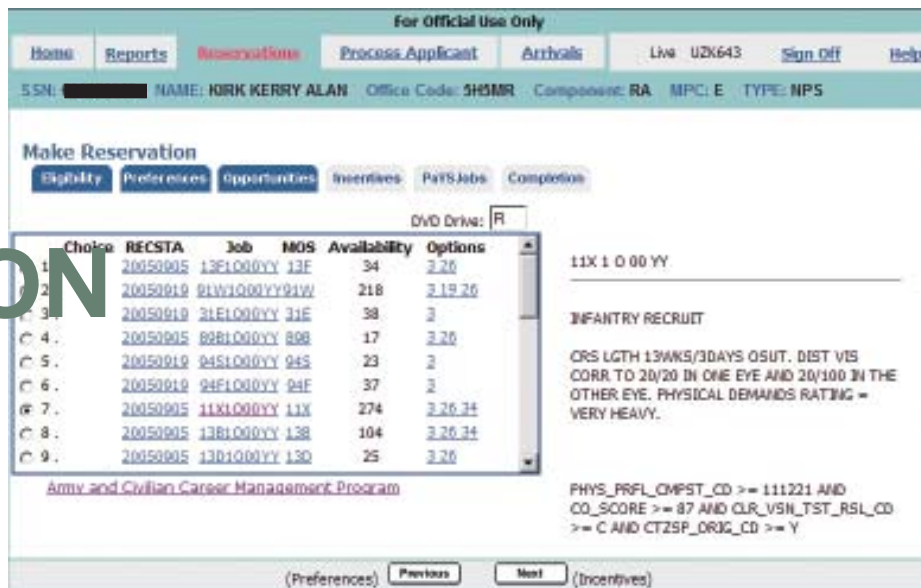 For Official Use Only
Home Reports Reservations Process Applicant Arrivals Live UZK643 Sign Off Help
SSN: NAME: KIRK KERRY ALAN Office Code: 5H5MR Component: RA MPC: E TYPE: NPS
Make Reservation
Eligibility Preferences Opportunities Incentives PaYSJobs Completion
DVD Drive: R
Choice RECSTA Job MOS Availability Options
1 20050905 13F1O00YY 13F 34 3 26
2 20050919 91W1O00YY 91W 218 3 19 26
3. 20050919 31E1O00YY 31E 38 3
4. 20050905 89B1O00YY 89B 17 3 26
5. 20050919 94S1O00YY 94S 23 3
6. 20050919 94F1O00YY 94F 37 3
7. 20050905 11X1O00YY 11X 274 3 26 34
8. 20050905 13B1O00YY 13B 104 3 26 34
9. 20050905 13D1O00YY 13D 25 3 26
ON
Army and Civilian Career Management Program
11X 1 O 00 YY
INFANTRY RECRUIT
CRS LGTH 13WKS/3DAYS OSUT. DIST VIS
CORR TO 20/20 IN ONE EYE AND 20/100 IN THE
OTHER EYE. PHYSICAL DEMANDS RATING =
VERY HEAVY.
PHYS_PRFL_CMPST_CD >= 111221 AND
CO_SCORE >= 87 AND CLR_VSN_TST_RSL_CD
>= C AND CTZSP_ORIG_CD >= Y
(Preferences) Previous Next (Incentives)